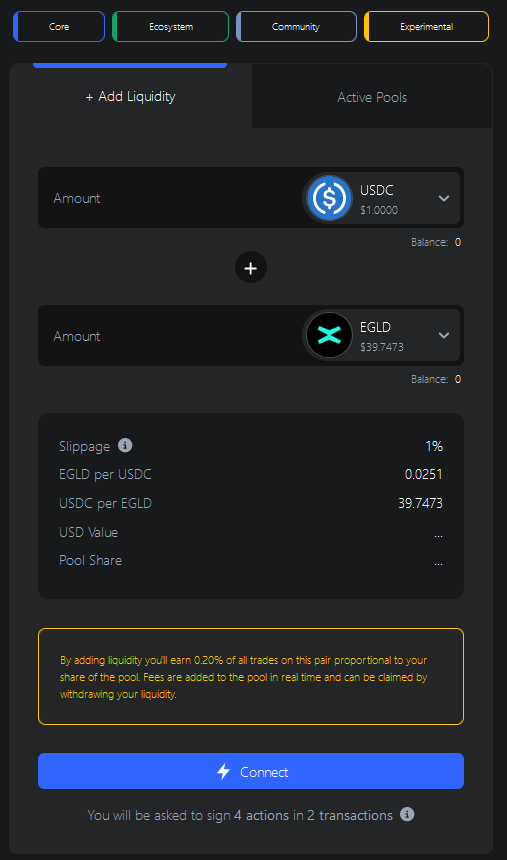 Core Ecosystem Community Experimental
+ Add Liquidity Active Pools
Amount USDC
$1.0000
Balance: 0
+
Amount EGLD
$39.7473
Balance: 0
Slippage 1%
EGLD per USDC 0.0251
USDC per EGLD 39.7473
USD Value ...
Pool Share ...
By adding liquidity you'll earn 0.20% of all trades on this pair proportional to your
share of the pool. Fees are added to the pool in real time and can be claimed by
withdrawing your liquidity.
Connect
You will be asked to sign 4 actions in 2 transactions